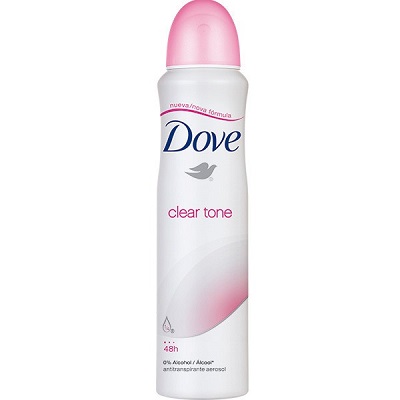 nueva/nova fórmula
Dove
clear tone
48h
0% Alcohol / Álcool*
antitranspirante aerosol